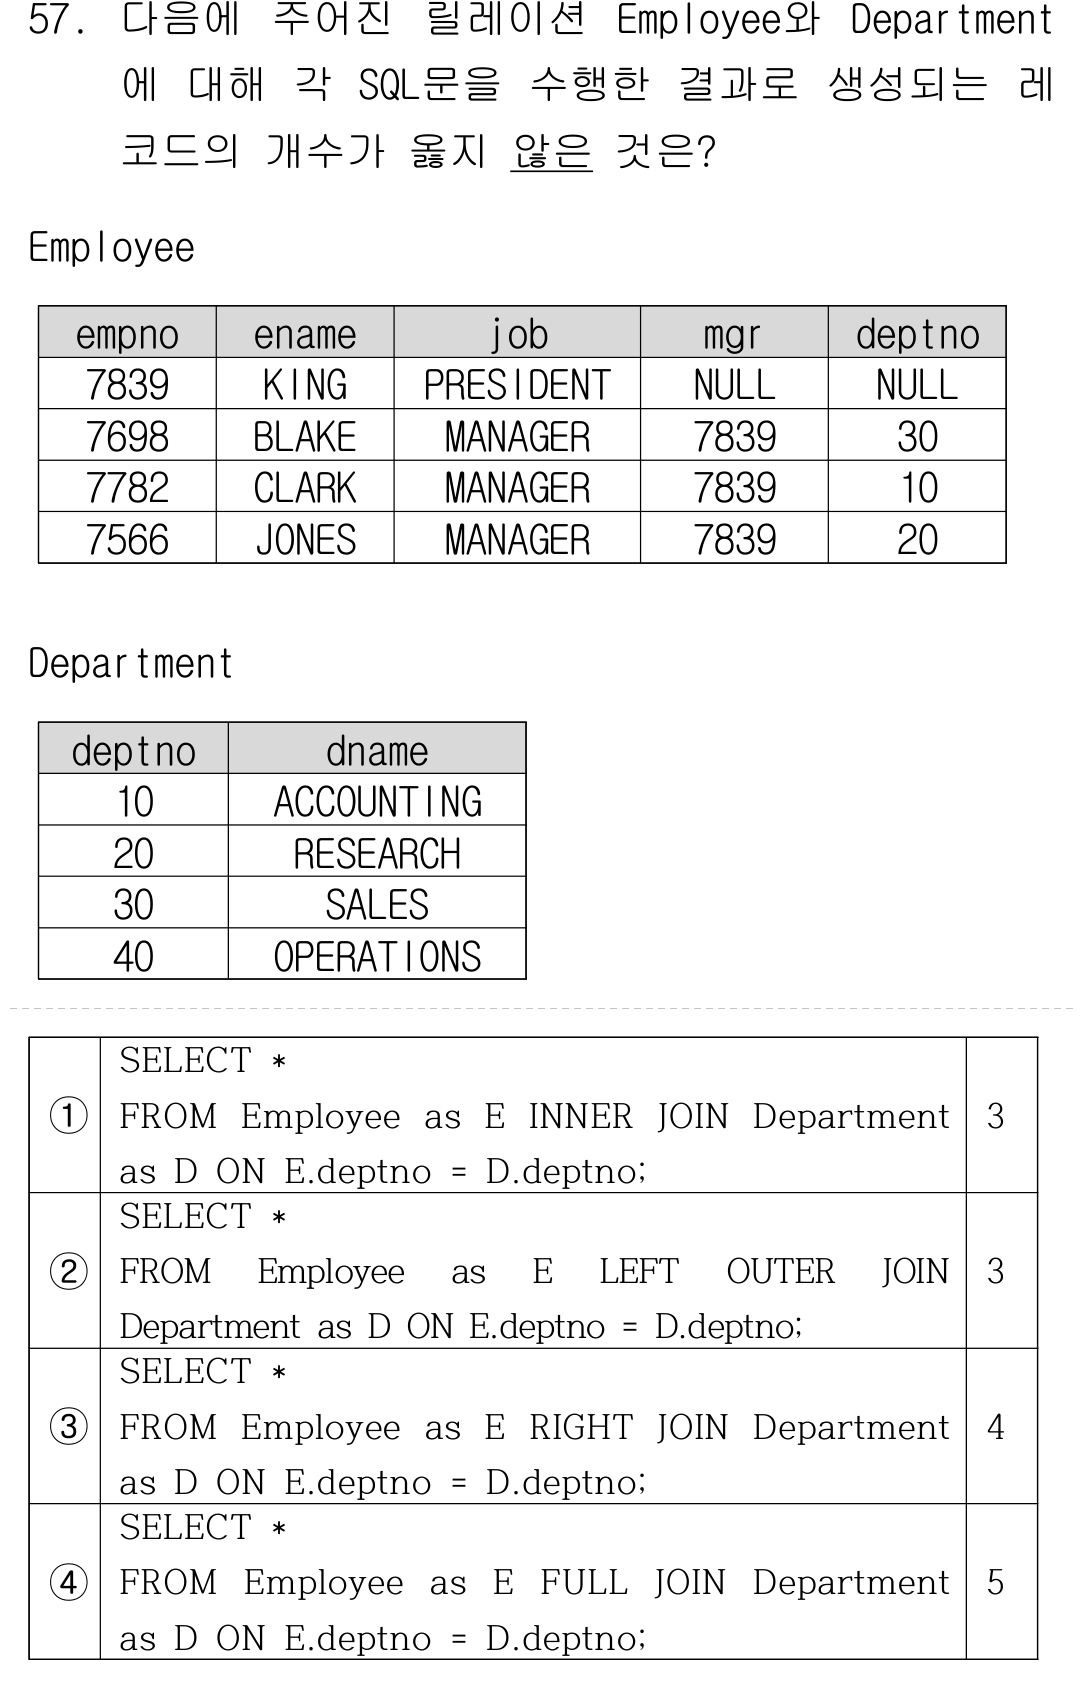 57. 다음에 주어진 릴레이션 Employee와 Department
에 대해 각 SQL문을 수행한 결과로 생성되는 레
코드의 개수가 옳지 않은 것은?
Employee
empno ename job mgr deptno
7839 KING PRESIDENT NULL NULL
7698 BLAKE MANAGER 7839 30
7782 CLARK MANAGER 7839 10
7566 JONES MANAGER 7839 20
Department
deptno dname
10 ACCOUNTING
20 RESEARCH
30 SALES
40 OPERATIONS
SELECT *
① FROM Employee as E INNER JOIN Department 3
as D ON E.deptno = D.deptno;
SELECT *
② FROM Employee as E LEFT OUTER JOIN 3
Department as D ON E.deptno = D.deptno;
SELECT *
③ FROM Employee as E RIGHT JOIN Department 4
as D ON E.deptno = D.deptno;
SELECT *
④ FROM Employee as E FULL JOIN Department 5
as D ON E.deptno = D.deptno;